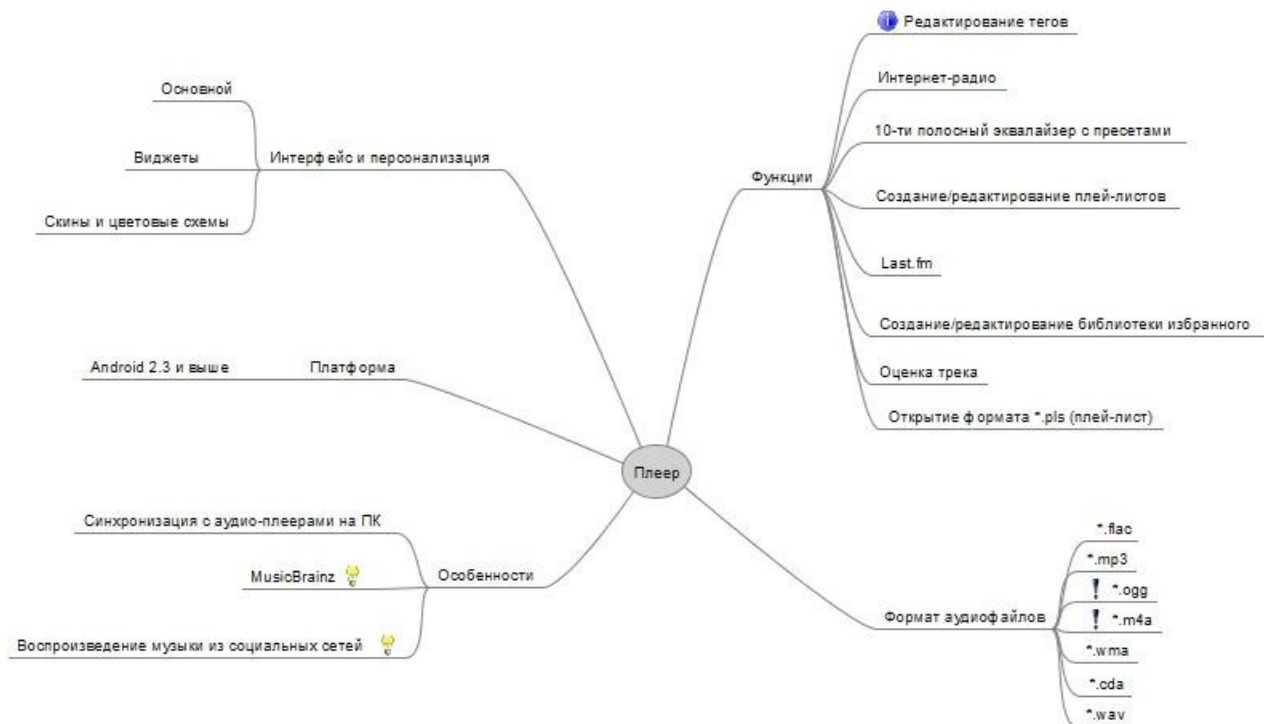 Редактирование тегов
Интернет-радио
10-ти полосный эквалайзер с пресетами
Создание/редактирование плей-листов
Last.fm
Создание/редактирование библиотеки избранного
Оценка трека
Открытие формата *.pls (плей-лист)
Функции
Основной
Виджеты
Скины и цветовые схемы
Интерфейс и персонализация
Android 2.3 и выше
Платформа
Плеер
Синхронизация с аудио-плеерами на ПК
MusicBrainz
Воспроизведение музыки из социальных сетей
Особенности
Формат аудиофайлов
*.flac
*.mp3
*.ogg
*.m4a
*.wma
*.cda
*.wav